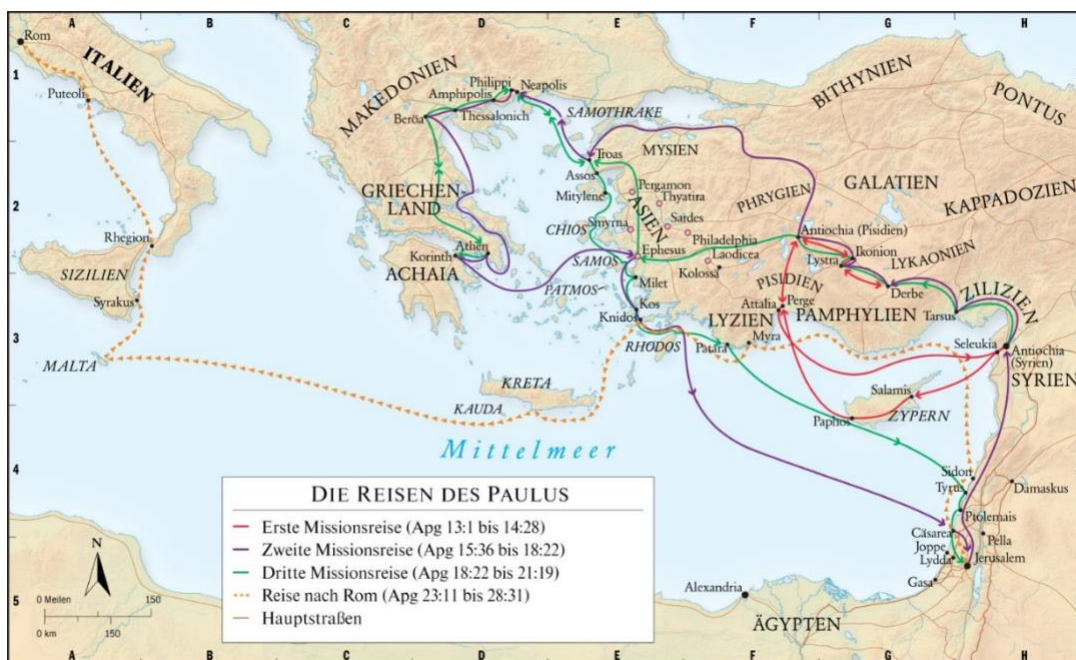 A B C D E F G H
Rom
ITALIEN
1
Puteoli
MAKEDONIEN
Philippi
Neapolis
Amphipolis
Thessalonich
Beröa
SAMOTHRAKE
BITHYNIEN
PONTUS
1
Troas
MYSIEN
Assos
Mitylene
Pergamon
Thyatira
ASIEN
PHRYGIEN
GALATIEN
KAPPADOZIEN
2
GRIECHEN-
LAND
Smyrna
Sardes
CHIOS
Philadelphia
Antiochia (Pisidien)
2
Rhegion
Athen
Korinth
ACHAIA
Ephesus
SAMOS
Laodicea
Kolossä
Ikonion
Lystra
LYKAONIEN
SIZILIEN
PATMOS
Milet
PISIDIEN
Derbe
ZILIZIEN
Syrakus
Kos
Attalia
Perge
Knidos
LYZIEN
PAMPHYLIEN
Tarsus
3
RHODOS
Patara
Myra
Seleukia
Antiochia
(Syrien)
3
MALTA
SYRIEN
KRETA
Salamis
KAUDA
Paphos
ZYPERN
Mittelmeer
4
Sidon
Tyrus
Damaskus
4
Ptolemais
Cäsarea
Pella
Joppe
Lydda
Jerusalem
Gasa
Alexandria
ÄGYPTEN
DIE REISEN DES PAULUS
Erste Missionsreise (Apg 13:1 bis 14:28)
Zweite Missionsreise (Apg 15:36 bis 18:22)
Dritte Missionsreise (Apg 18:22 bis 21:19)
Reise nach Rom (Apg 23:11 bis 28:31)
Hauptstraßen
N
0 Meilen 150
0 km 150
5
5
A B C D E F G H